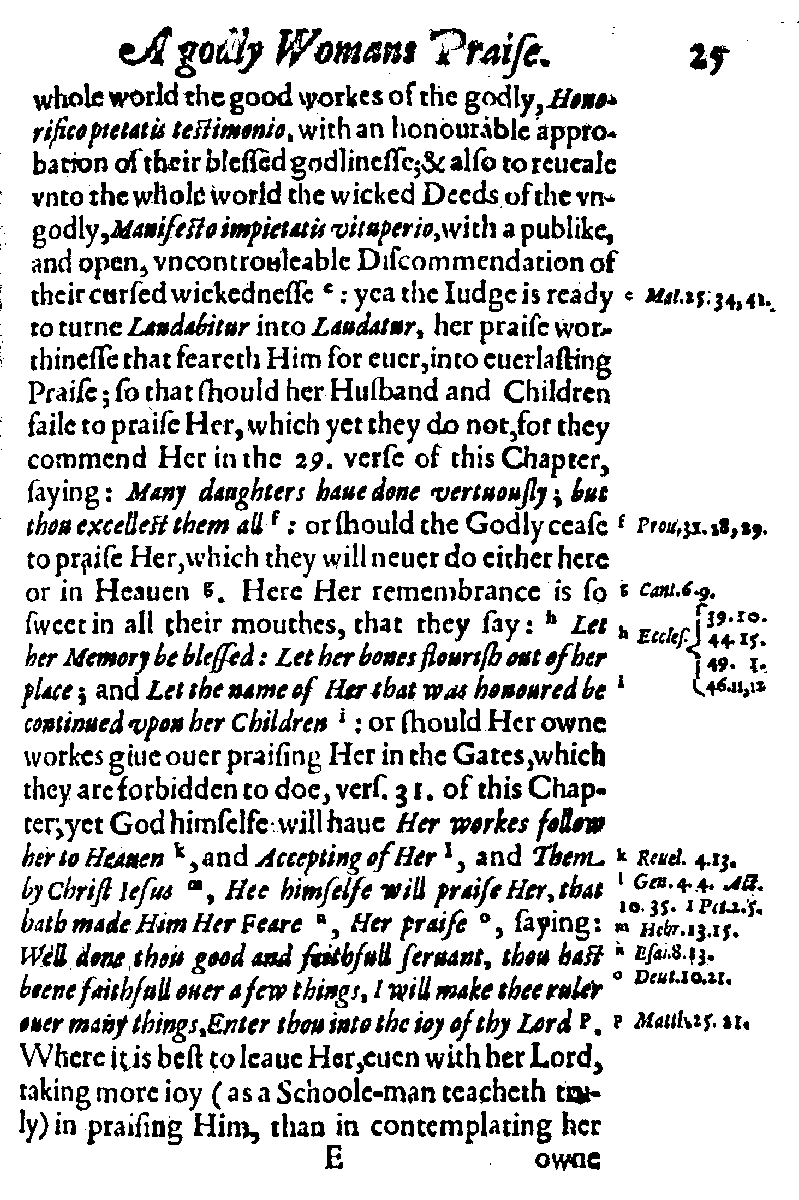 A godly Womans Praiſe. 25
whole world the good workes of the godly, Hono-
rifico pietatis teſtimonio, with an honourable appro-
bation of their bleſſed godlineſſe; & alſo to reueale
vnto the whole world the wicked Deeds of the vn-
godly, Manifeſto impietatis vituperio, with a publike,
and open, vncontrouleable Diſcommendation of
their curſed wickedneſſe e : yea the Iudge is ready
e Mat.25.34,41.
to turne Laudabitur into Laudatur, her praiſe wor-
thineſſe that feareth Him for euer, into euerlaſting
Praiſe; ſo that ſhould her Huſband and Children
faile to praiſe Her, which yet they do not, for they
commend Her in the 29. verſe of this Chapter,
ſaying: Many daughters haue done vertuouſly; but
thou excelleſt them all f : or ſhould the Godly ceaſe
f Prou.31.28,29.
to praiſe Her, which they will neuer do either here
or in Heauen g. Here Her remembrance is ſo
g Cant.6.9.
ſweet in all their mouthes, that they ſay: h Let
h Eccleſ. { 39.10.
44.15.
49. 1.
46.11,12
her Memory be bleſſed: Let her bones flouriſh out of her
place; and Let the name of Her that was honoured be
i
continued vpon her Children i : or ſhould Her owne
workes giue ouer praiſing Her in the Gates, which
they are forbidden to doe, verſ. 31. of this Chap-
ter, yet God himſelfe will haue Her workes follow
her to Heauen k, and Accepting of Her l, and Them
k Reuel. 4.13.
by Chriſt Ieſus m, Hee himſelfe will praiſe Her, that
l Gen.4.4. Act.
10.35. 1 Pet.2.5.
hath made Him Her Feare n, Her praiſe o, ſaying:
m Hebr.13.15.
Well done thou good and faithfull ſeruant, thou haſt
n Eſai.8.13.
beene faithfull ouer a few things, I will make thee ruler
o Deut.10.21.
ouer many things, Enter thou into the ioy of thy Lord p.
p Matth.25. 21.
Where it is beſt to leaue Her, euen with her Lord,
taking more ioy (as a Schoole-man teacheth tru-
ly) in praiſing Him, than in contemplating her
E owne